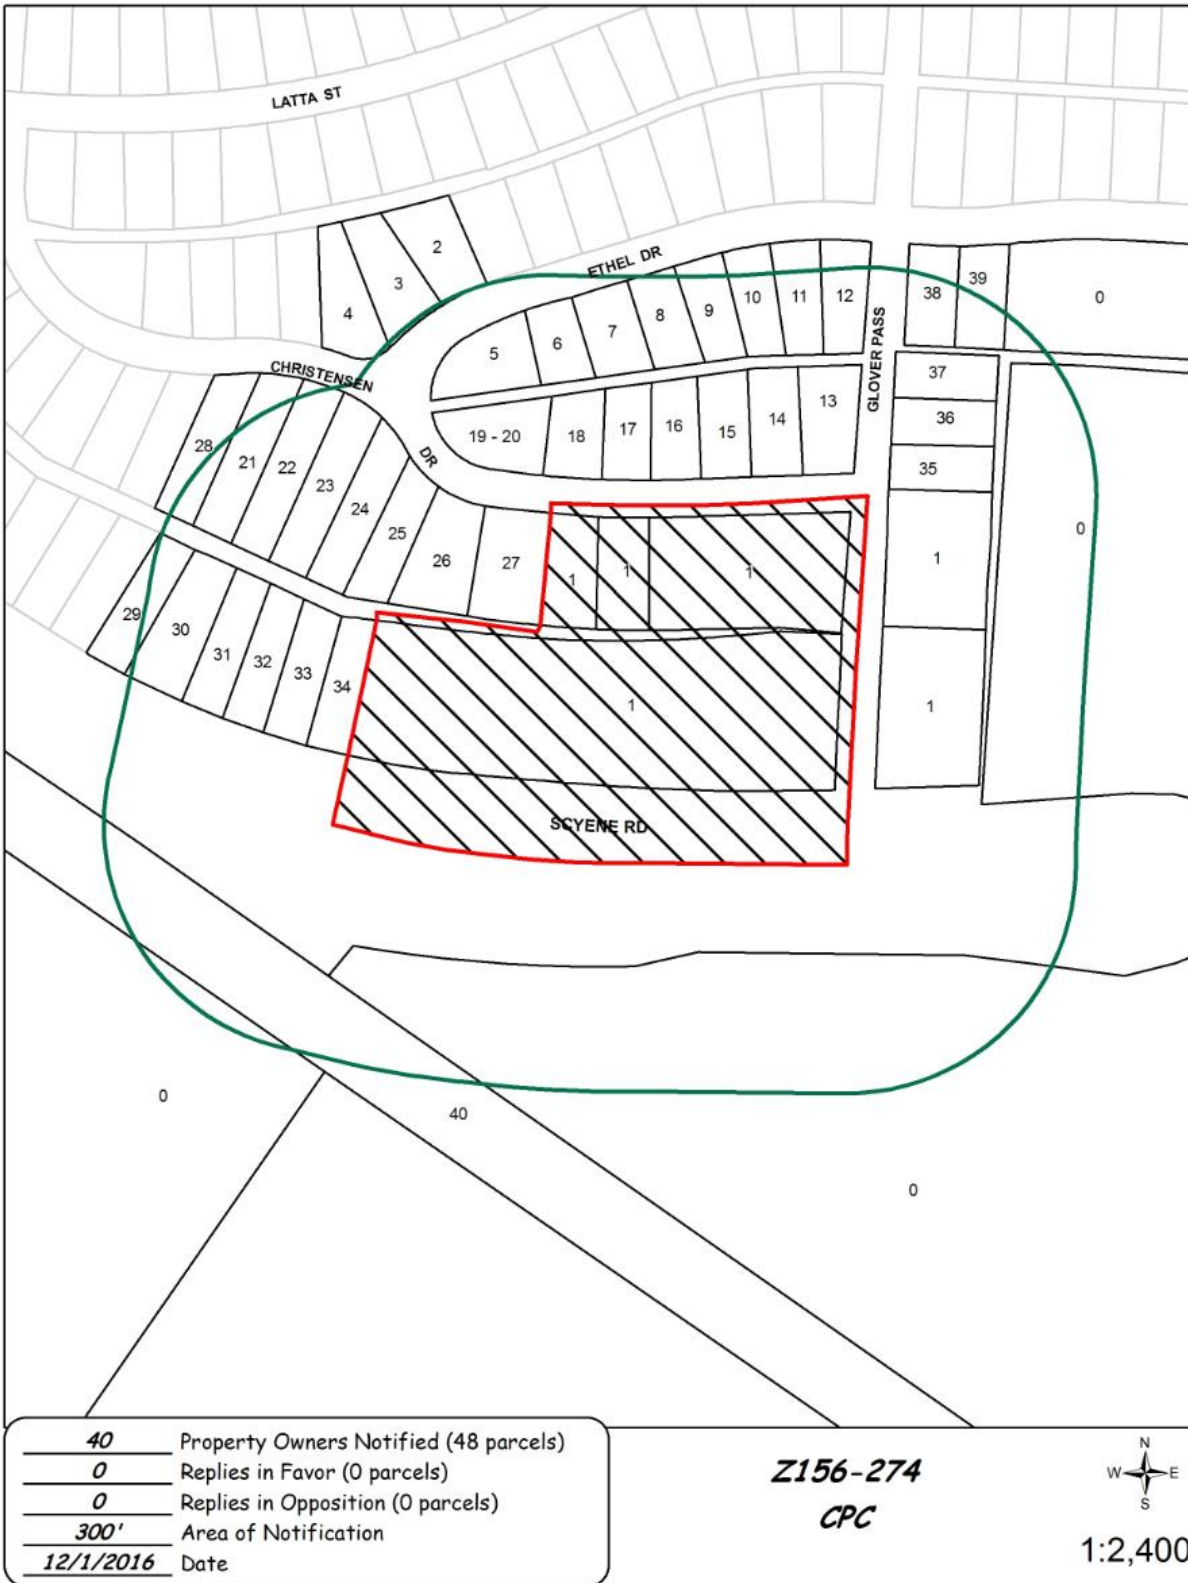 LATTA ST
2
3
4
ETHEL DR
5
6
7
8
9
10
11
12
38
39
0
CHRISTENSEN
DR
GLOVER PASS
37
36
35
1
1
0
19 - 20
18
17
16
15
14
13
28
21
22
23
24
25
26
27
1
1
1
29
30
31
32
33
34
1
SCYENE RD
0
40
0
40 Property Owners Notified (48 parcels)
0 Replies in Favor (0 parcels)
0 Replies in Opposition (0 parcels)
300' Area of Notification
12/1/2016 Date
Z156-274
CPC
N
W E
S
1:2,400